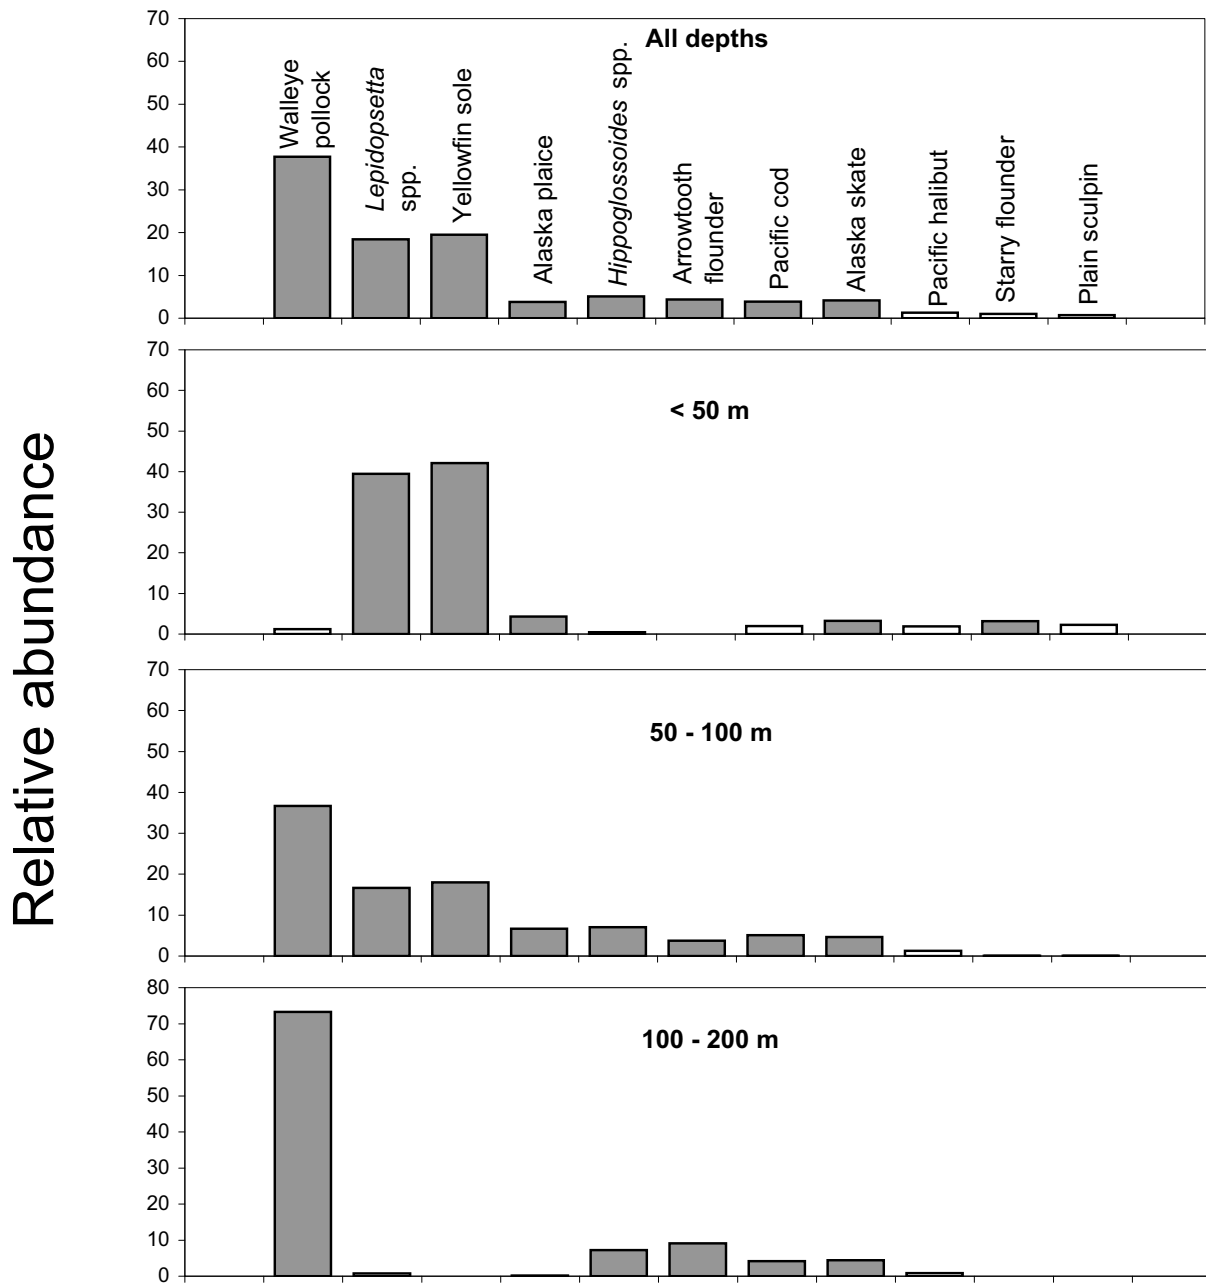 Relative abundance
All depths
70
60
50
40
30
20
10
0
Walleye
pollock
Lepidopsetta
spp.
Yellowfin sole
Alaska plaice
Hippoglossoides spp.
Arrowtooth
flounder
Pacific cod
Alaska skate
Pacific halibut
Starry flounder
Plain sculpin
< 50 m
70
60
50
40
30
20
10
0
50 - 100 m
70
60
50
40
30
20
10
0
100 - 200 m
80
70
60
50
40
30
20
10
0